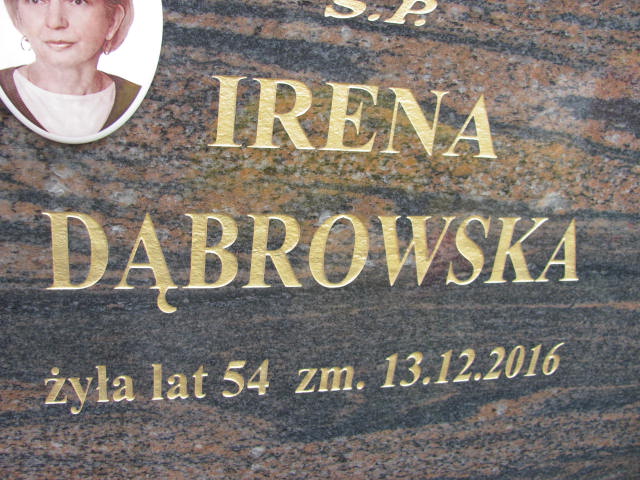 Ś.P.
IRENA
DĄBROWSKA
żyła lat 54 zm. 13.12.2016